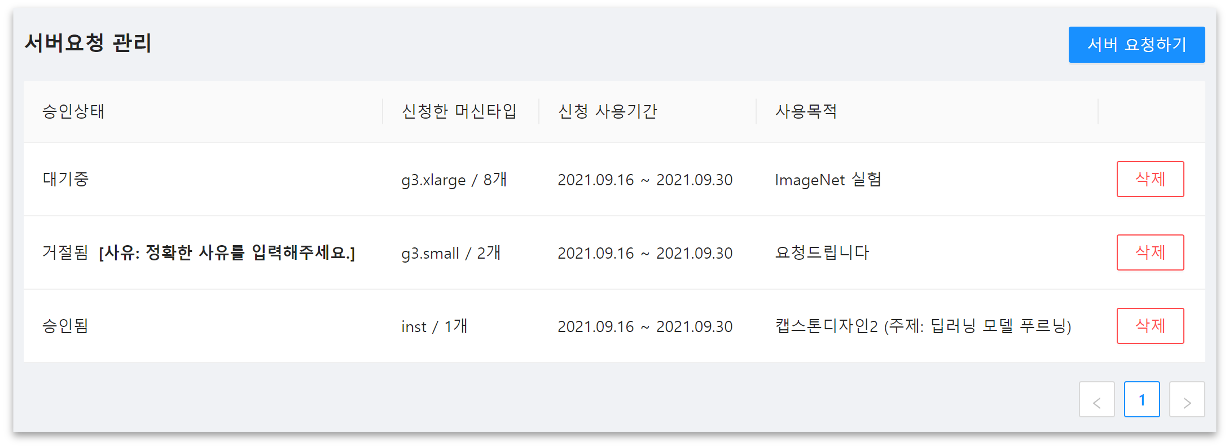 서버요청 관리
서버 요청하기
승인상태 신청한 머신타입 신청 사용기간 사용목적
대기중 g3.xlarge / 8개 2021.09.16 ~ 2021.09.30 ImageNet 실험 삭제
거절됨 [사유: 정확한 사유를 입력해주세요.] g3.small / 2개 2021.09.16 ~ 2021.09.30 요청드립니다 삭제
승인됨 inst / 1개 2021.09.16 ~ 2021.09.30 캡스톤디자인2 (주제: 딥러닝 모델 푸르닝) 삭제
< 1 >